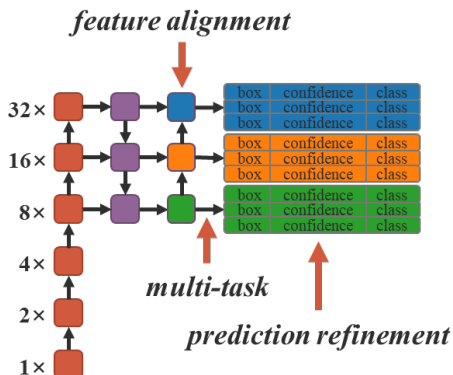 feature alignment
32×
box confidence class
box confidence class
box confidence class
16×
box confidence class
box confidence class
box confidence class
8×
box confidence class
box confidence class
box confidence class
4×
multi-task
2×
prediction refinement
1×